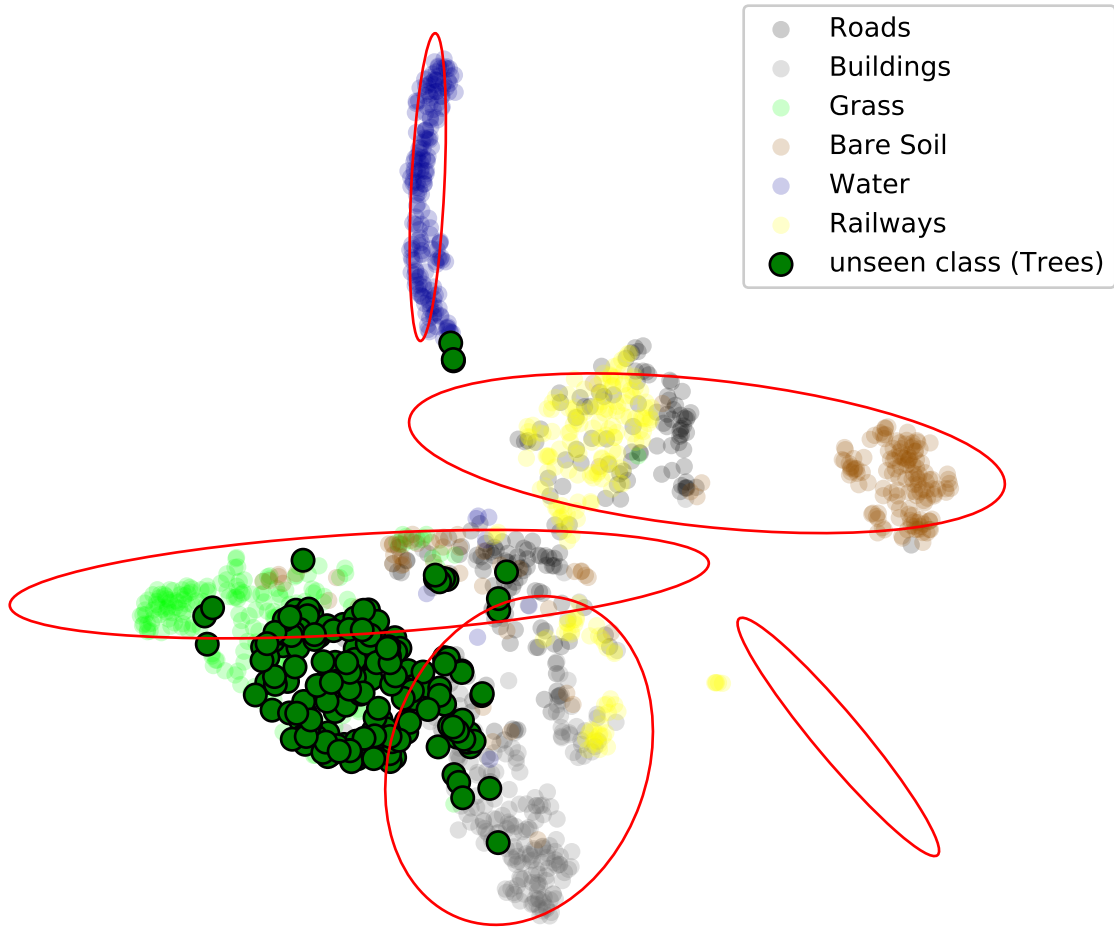 Roads
Buildings
Grass
Bare Soil
Water
Railways
unseen class (Trees)